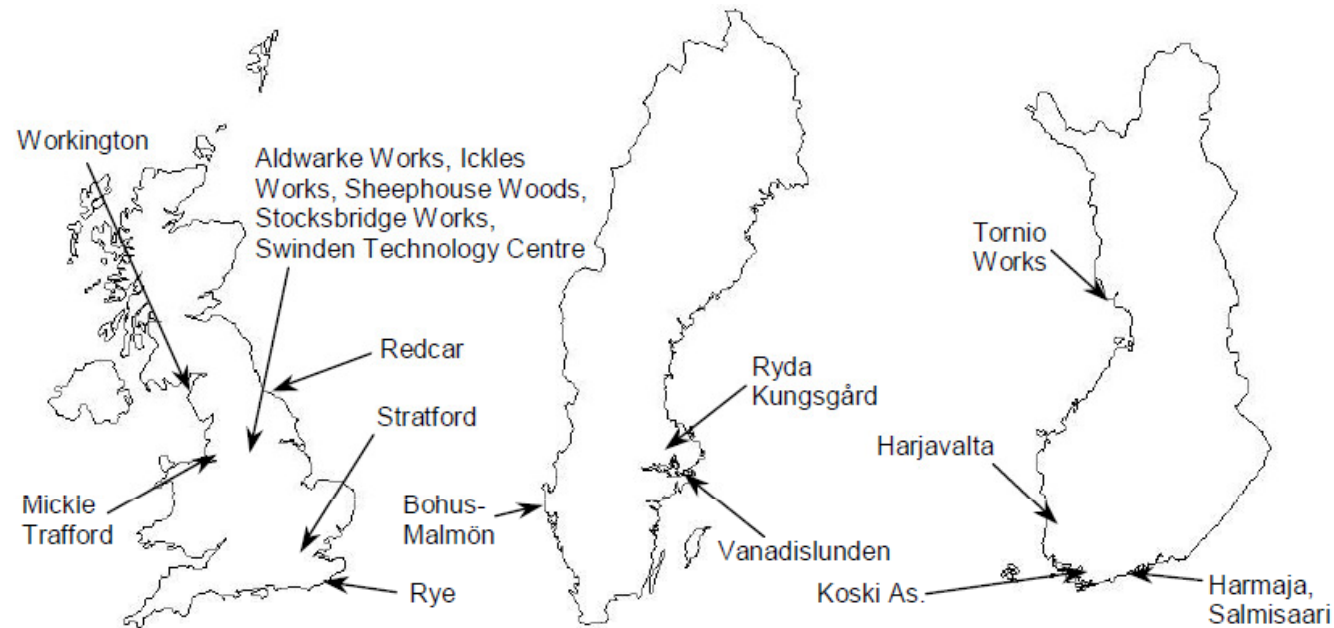 Workington
Aldwarke Works, Ickles
Works, Sheephouse Woods,
Stocksbridge Works,
Swinden Technology Centre
Redcar
Stratford
Mickle
Trafford
Rye
Ryda
Kungsgård
Bohus-
Malmön
Vanadislunden
Tornio
Works
Harjavalta
Koski As.
Harmaja,
Salmisaari